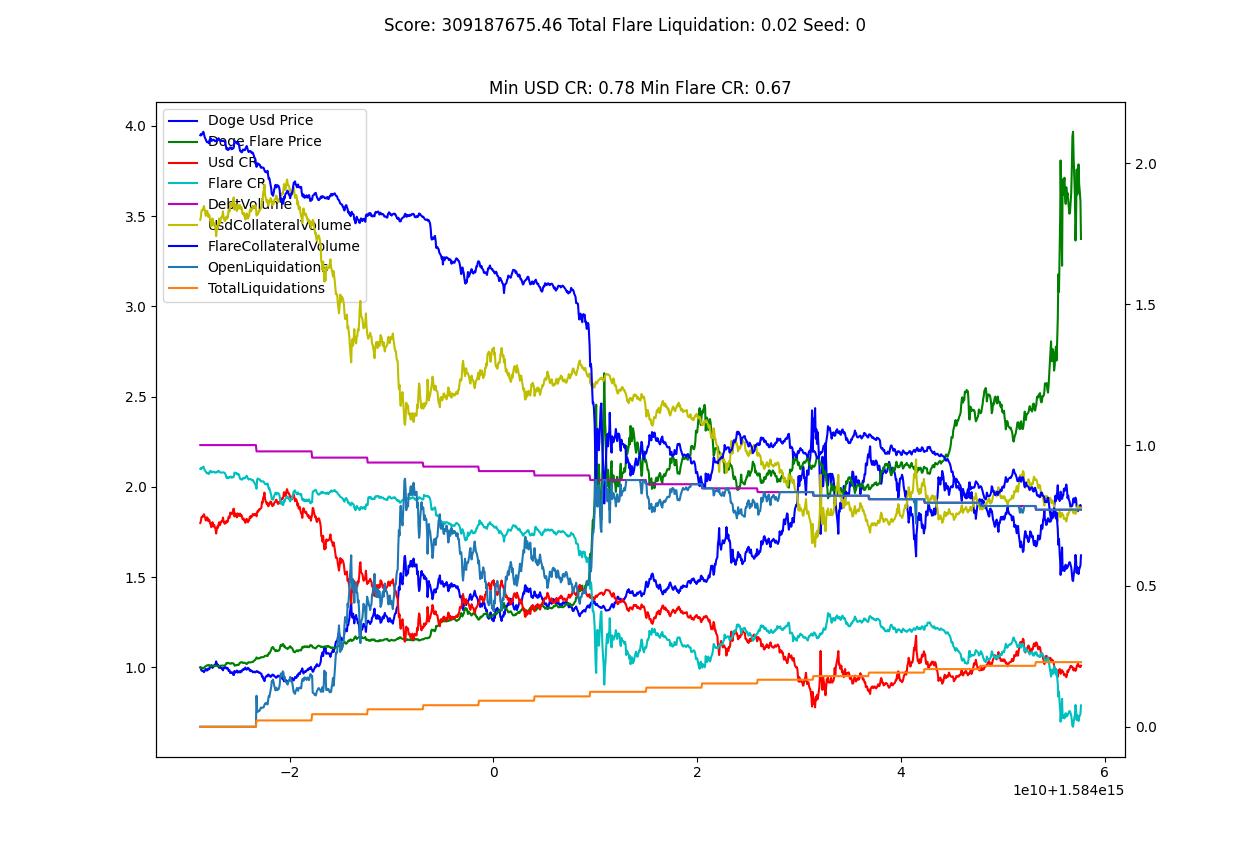 Score: 309187675.46 Total Flare Liquidation: 0.02 Seed: 0
Min USD CR: 0.78 Min Flare CR: 0.67
Doge Usd Price
Doge Flare Price
Usd CR
Flare CR
DebtVolume
UsdCollateralVolume
FlareCollateralVolume
OpenLiquidations
TotalLiquidations
4.0
3.5
3.0
2.5
2.0
1.5
1.0
2.0
1.5
1.0
0.5
0.0
−2
0
2
4
6
1e10+1.584e15